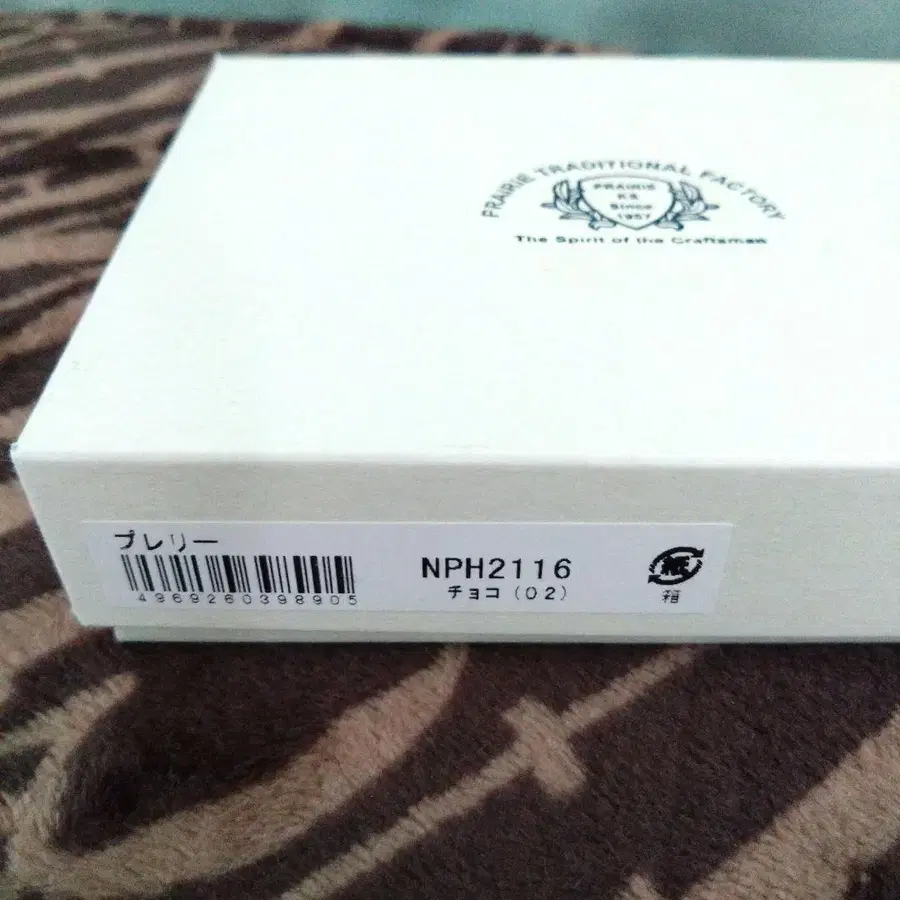 PRAIRIE TRADITIONAL FACTORY
PRAIRIE
KS
Since
1957
The Spirit of the Craftsman
プレリー
4969260398905
NPH2116
チョコ(02)
紙
箱